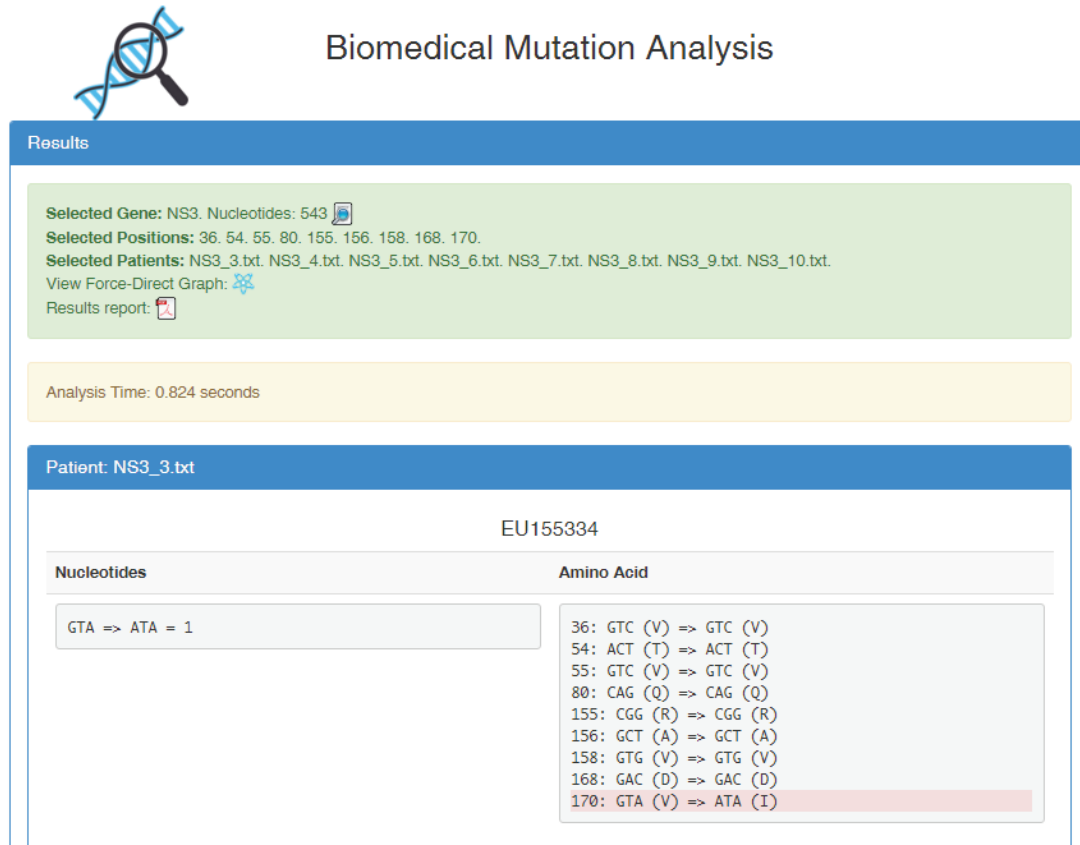 Biomedical Mutation Analysis
Results
Selected Gene: NS3. Nucleotides: 543
Selected Positions: 36. 54. 55. 80. 155. 156. 158. 168. 170.
Selected Patients: NS3_3.txt. NS3_4.txt. NS3_5.txt. NS3_6.txt. NS3_7.txt. NS3_8.txt. NS3_9.txt. NS3_10.txt.
View Force-Direct Graph:
Results report:
Analysis Time: 0.824 seconds
Patient: NS3_3.txt
EU155334
Nucleotides
GTA => ATA = 1
Amino Acid
36: GTC (V) => GTC (V)
54: ACT (T) => ACT (T)
55: GTC (V) => GTC (V)
80: CAG (Q) => CAG (Q)
155: CGG (R) => CGG (R)
156: GCT (A) => GCT (A)
158: GTG (V) => GTG (V)
168: GAC (D) => GAC (D)
170: GTA (V) => ATA (I)